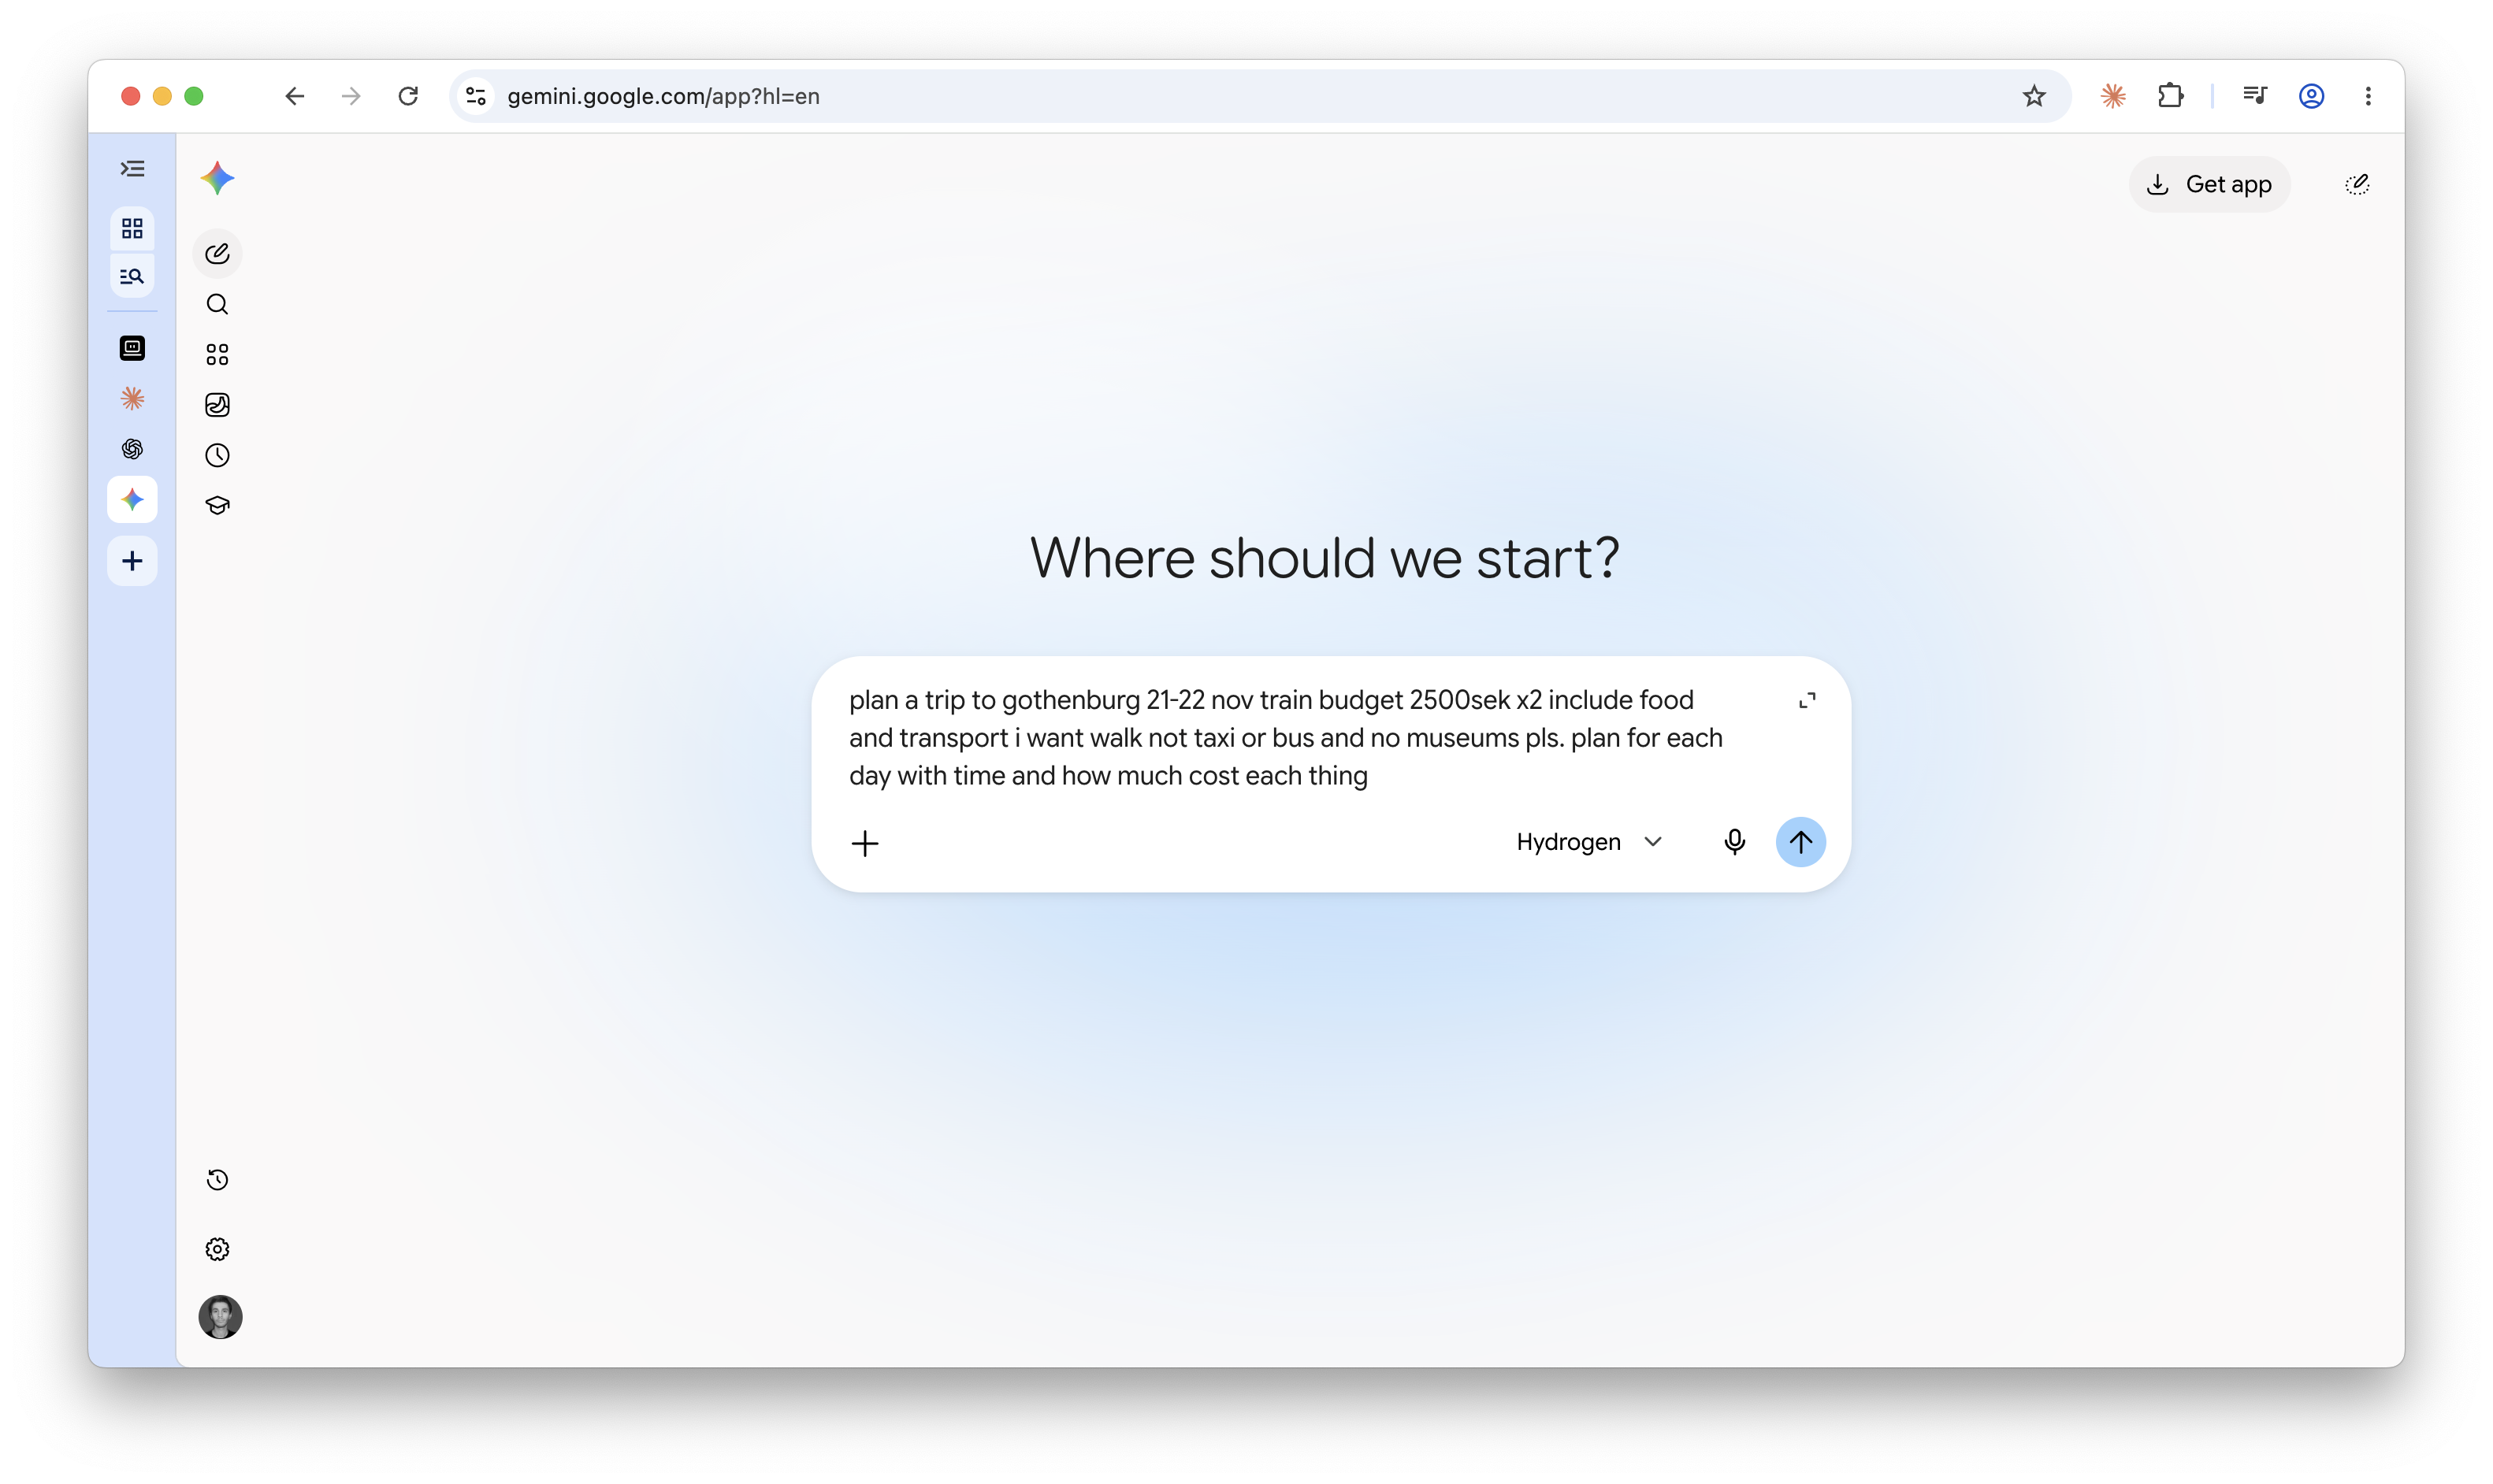 gemini.google.com/app?hl=en
Get app
Where should we start?
plan a trip to gothenburg 21-22 nov train budget 2500sek x2 include food
and transport i want walk not taxi or bus and no museums pls. plan for each
day with time and how much cost each thing
Hydrogen